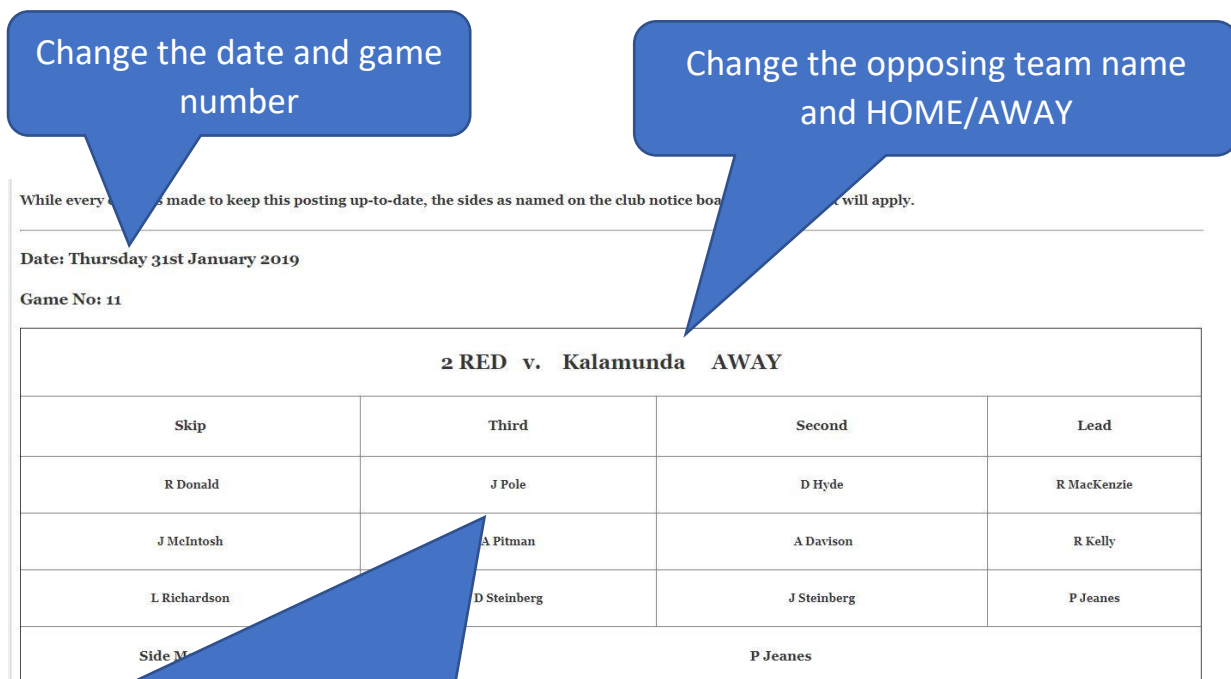 Change the date and game
number
Change the opposing team name
and HOME/AWAY
While every made to keep this posting up-to-date, the sides as named on the club notice will apply.
Date: Thursday 31st January 2019
Game No: 11
2 RED v. Kalamunda AWAY
Skip Third Second Lead
R Donald J Pole D Hyde R MacKenzie
J McIntosh A Pitman A Davison R Kelly
L Richardson D Steinberg J Steinberg P Jeanes
Side P Jeanes